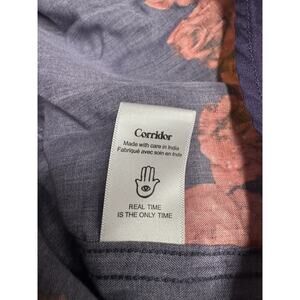 Corridor
Made with care in India
Fabriqué avec soin en Inde
REAL TIME
IS THE ONLY TIME